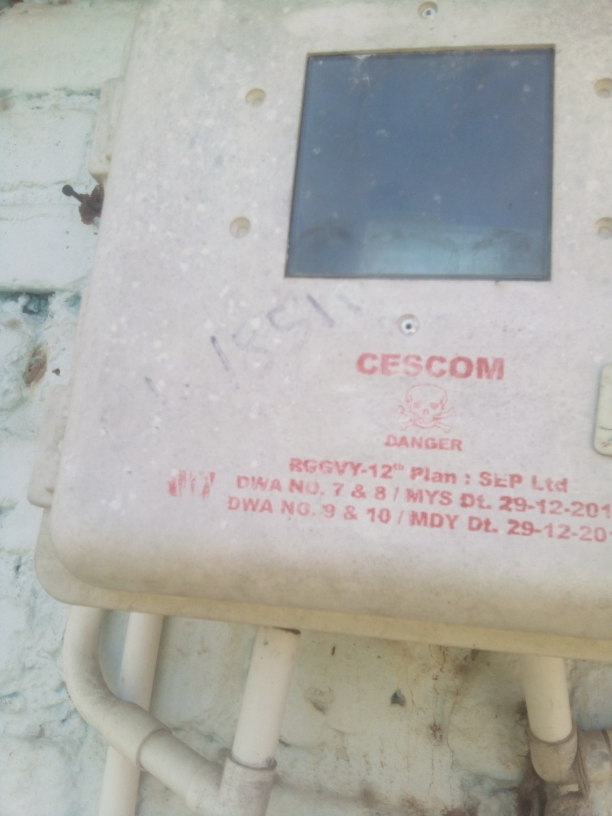 CESCOM
DANGER
RGGVY-12th Plan : SEP Ltd
DWA NO. 7 & 8 / MYS Dt. 29-12-201
DWA NO. 9 & 10 / MDY Dt. 29-12-201